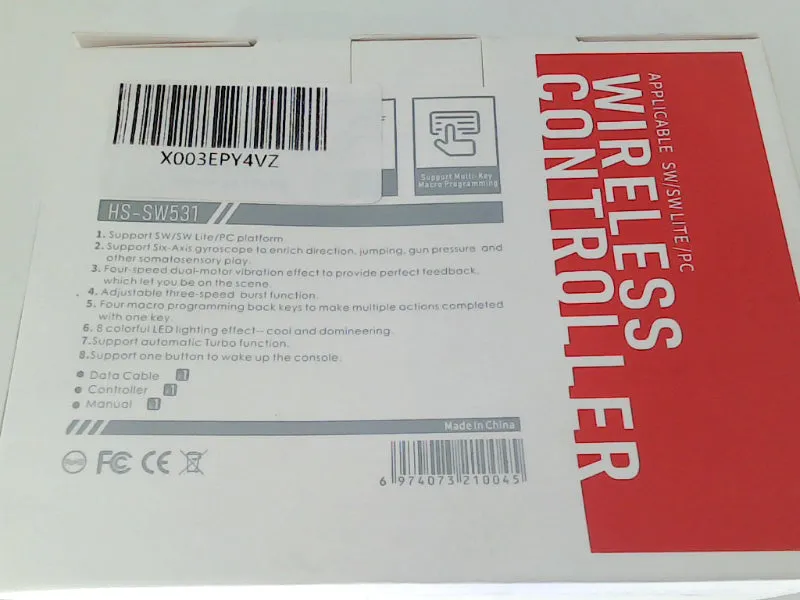 X003EPY4VZ
Support Multi-Key
Macro Programming
HS-SW531
1. Support SW/SW Lite/PC platform
2. Support Six-Axis gyroscope to enrich direction, jumping, gun pressure and
other somatosensory play.
3. Four-speed dual-motor vibration effect to provide perfect feedback,
which let you be on the scene.
4. Adjustable three-speed burst function.
5. Four macro programming back keys to make multiple actions completed
with one key.
6. 8 colorful LED lighting effect-- cool and domineering.
7.Support automatic Turbo function.
8.Support one button to wake up the console.
Data Cable x1
Controller x1
Manual x1
Made In China
FC CE
6 974073 210045
APPLICABLE SW/SW LITE/PC
WIRELESS
CONTROLLER